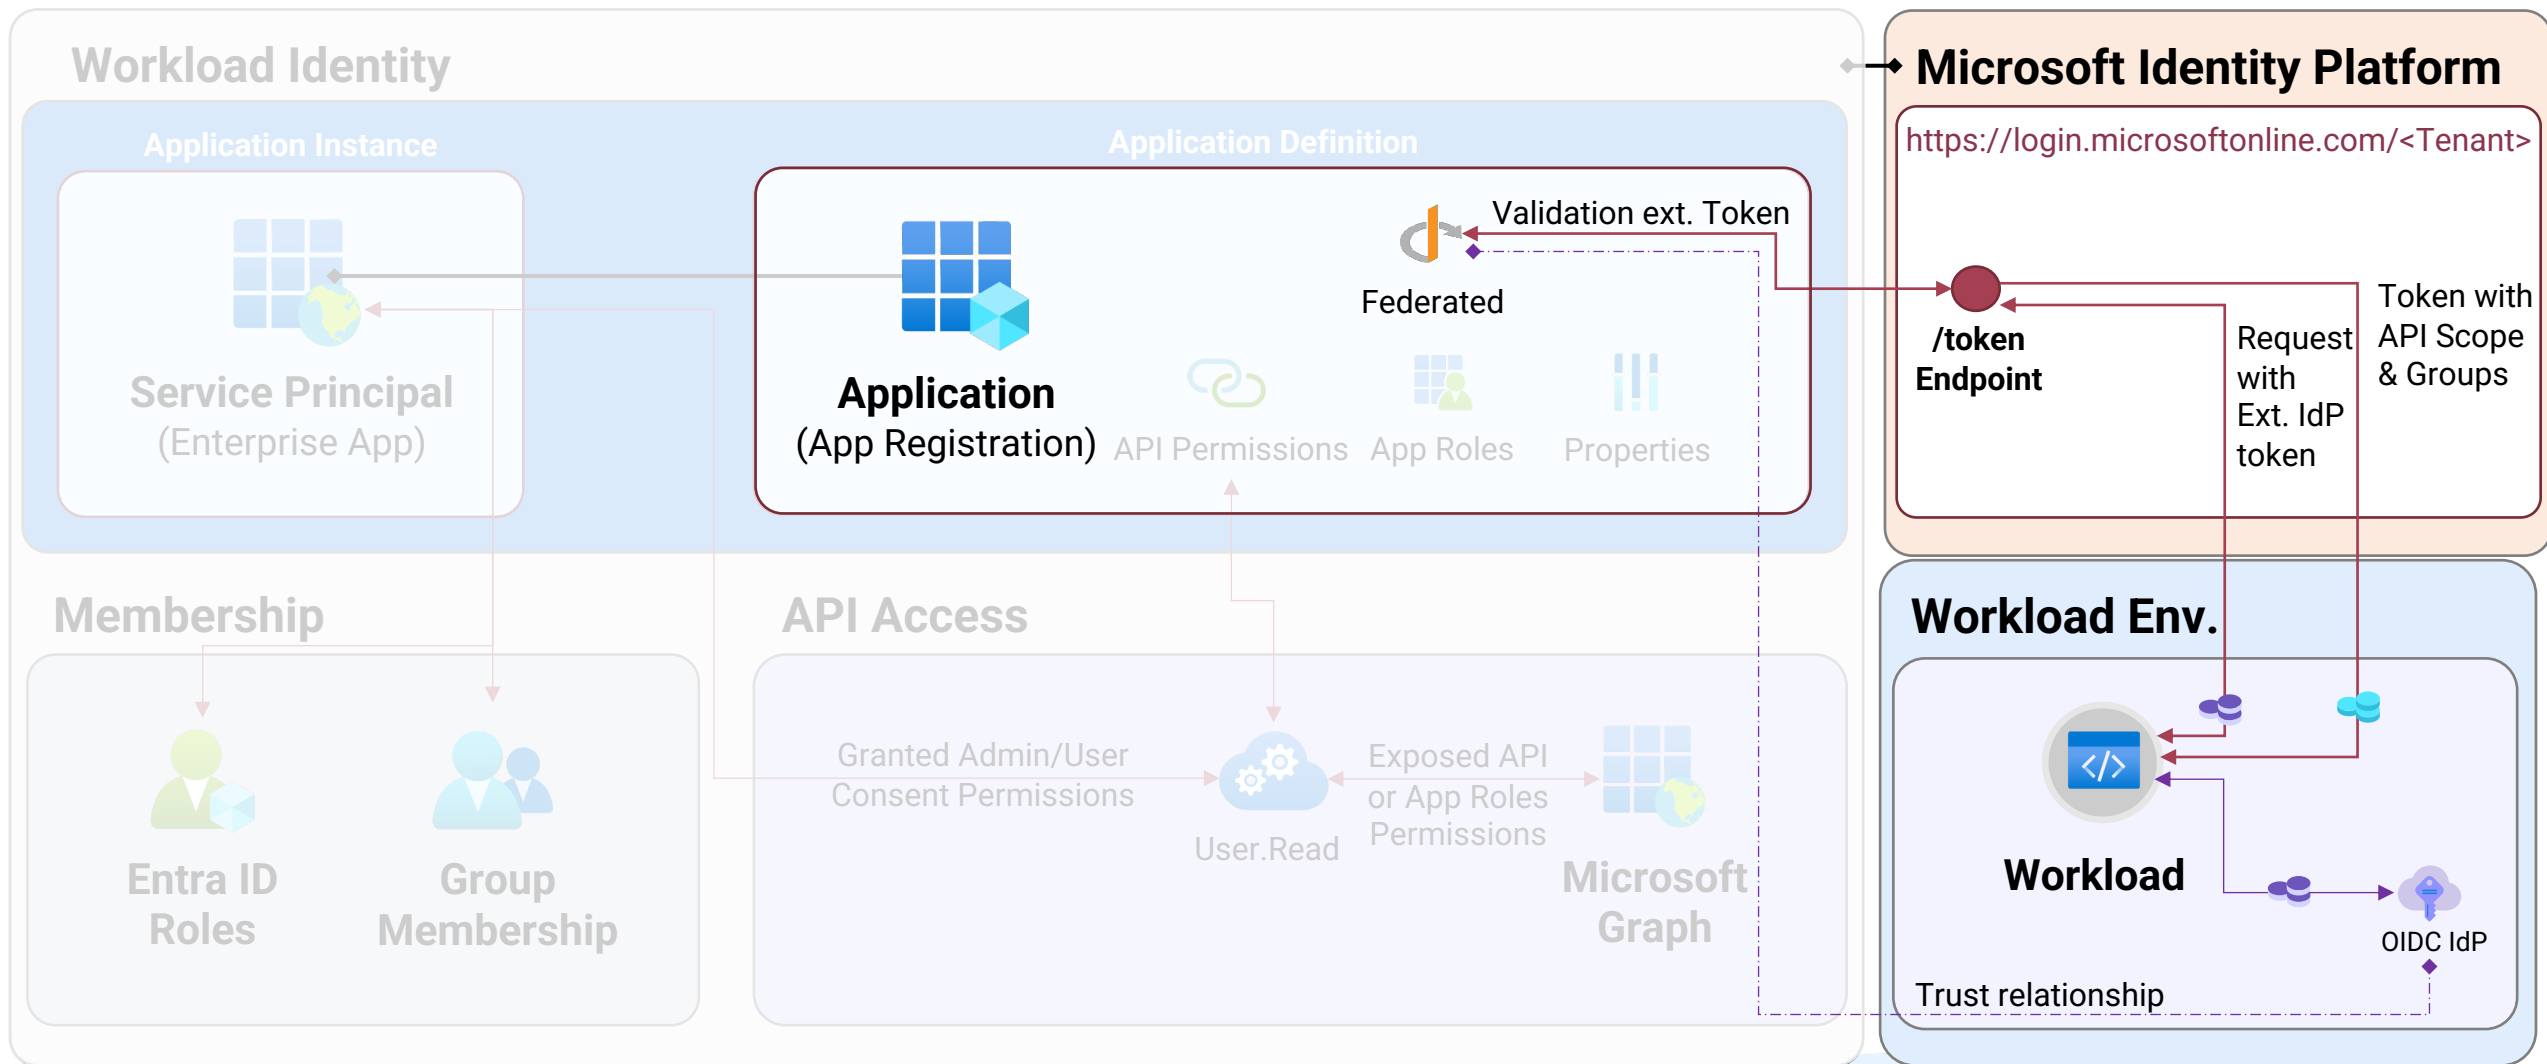 Workload Identity
Application Instance
Service Principal
(Enterprise App)
Application Definition
Application
(App Registration)
Validation ext. Token
Federated
API Permissions
App Roles
Properties
Microsoft Identity Platform
https://login.microsoftonline.com/<Tenant>
/token
Endpoint
Request
with
Ext. IdP
token
Token with
API Scope
& Groups
Membership
Entra ID
Roles
Group
Membership
API Access
Granted Admin/User
Consent Permissions
User.Read
Exposed API
or App Roles
Permissions
Microsoft
Graph
Workload Env.
</>
Workload
OIDC IdP
Trust relationship